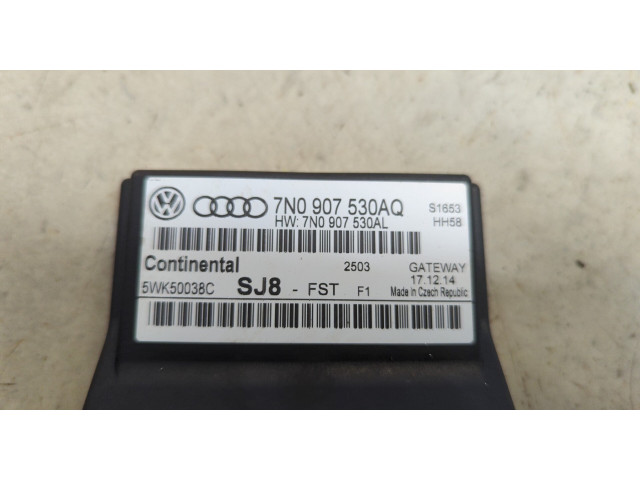 7N0 907 530AQ S1653
HW: 7N0 907 530AL HH58
Continental 2503 GATEWAY
17.12.14
5WK50038C SJ8 - FST F1 Made in Czech Republic